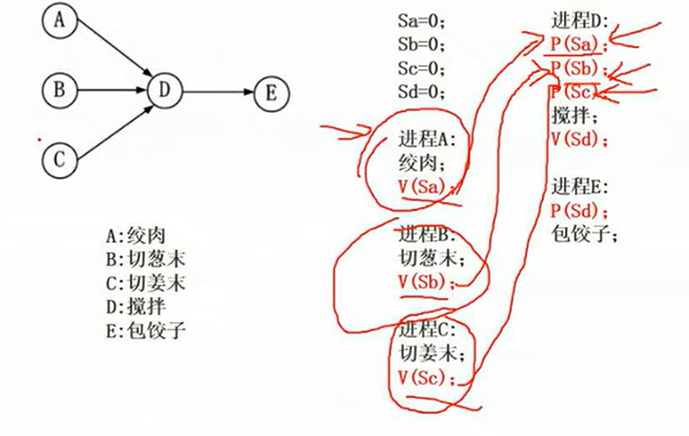 A
B
C
D
E
A:绞肉
B:切葱末
C:切姜末
D:搅拌
E:包饺子
Sa=0;
Sb=0;
Sc=0;
Sd=0;
进程A:
绞肉;
V(Sa);
进程B:
切葱末;
V(Sb);
进程C:
切姜末;
V(Sc);
进程D:
P(Sa);
P(Sb);
P(Sc);
搅拌;
V(Sd);
进程E:
P(Sd);
包饺子;